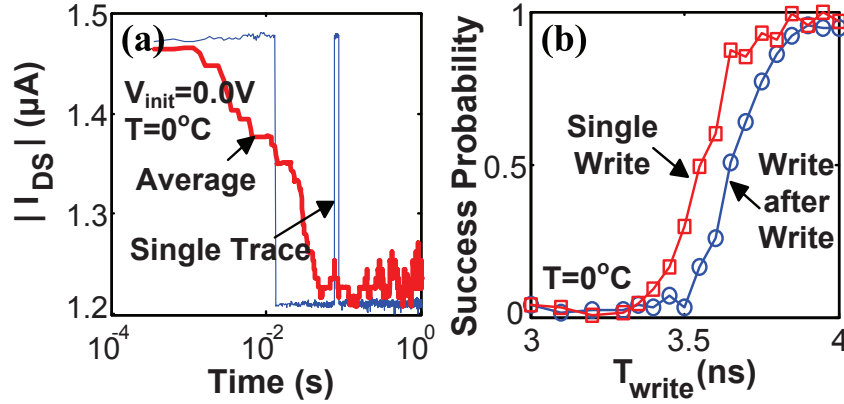 (a)
V_init=0.0V
T=0°C
Average
Single Trace
|I_DS| (μA)
1.5
1.4
1.3
1.2
10⁻⁴
10⁻²
10⁰
Time (s)
(b)
Single
Write
Write
after
Write
T=0°C
Success Probability
1
0.5
0
3
3.5
4
T_write(ns)